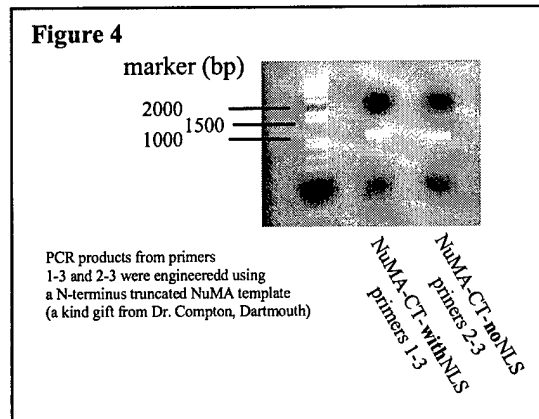 Figure 4
marker (bp)
2000
1500
1000
PCR products from primers
1-3 and 2-3 were engineeredd using
a N-terminus truncated NuMA template
(a kind gift from Dr. Compton, Dartmouth)
NuMA-CT-withNLS
primers 1-3
NuMA-CT-noNLS
priners 2-3